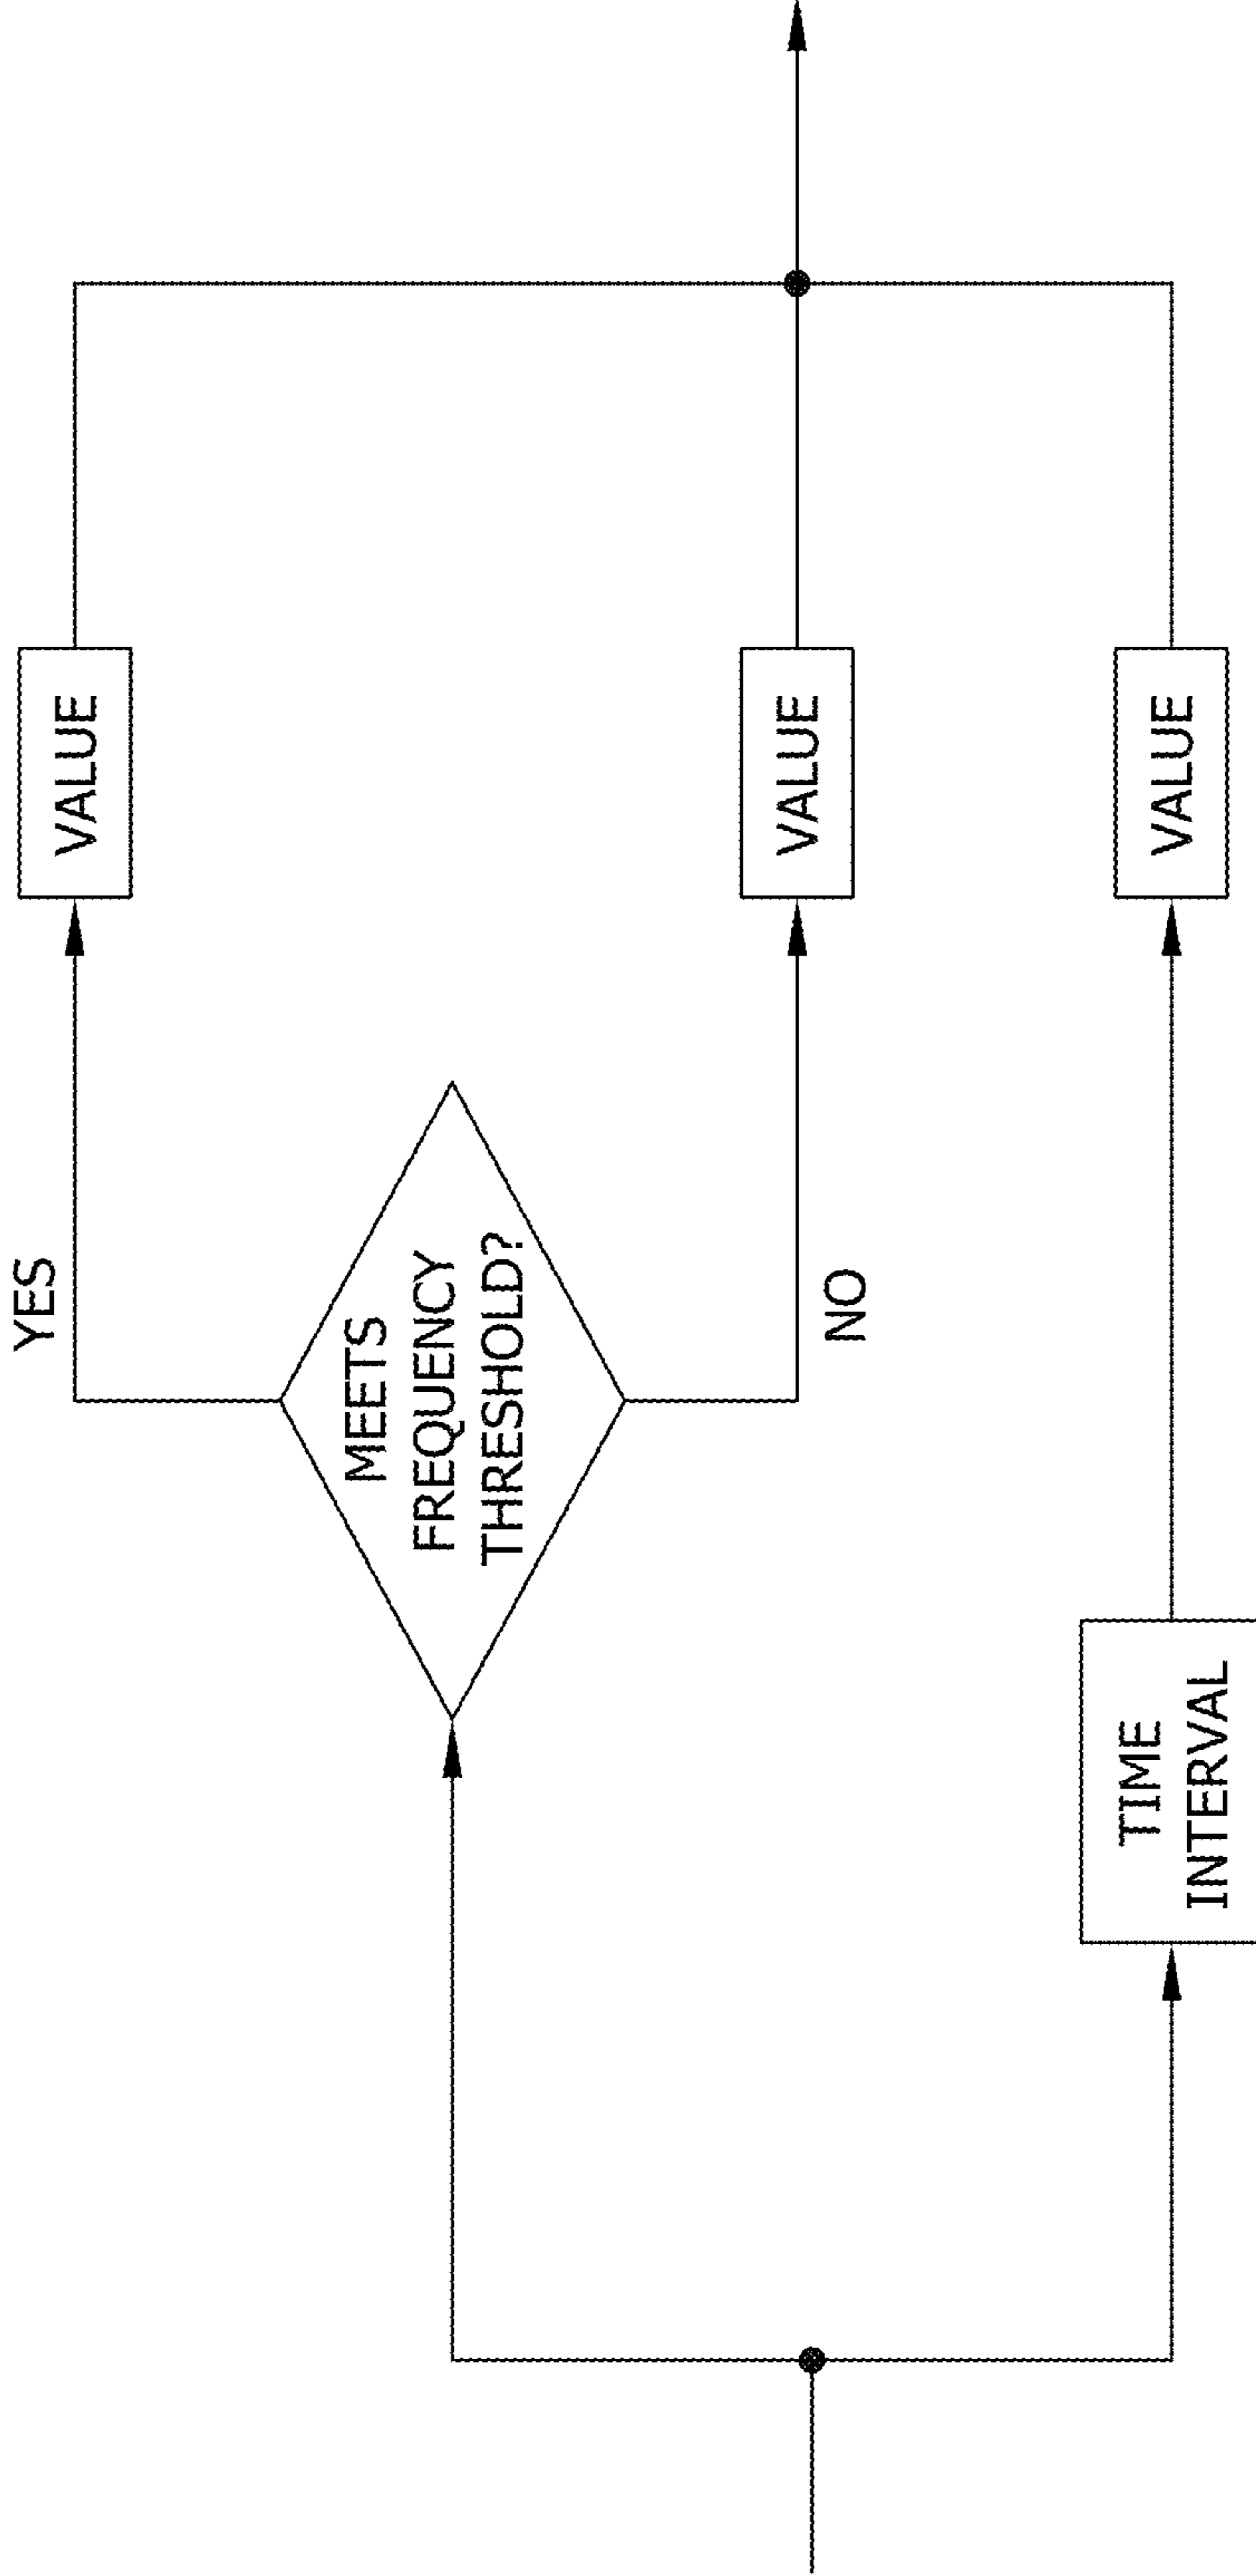 YES
VALUE
MEETS
FREQUENCY
THRESHOLD?
VALUE
NO
TIME
INTERVAL
VALUE